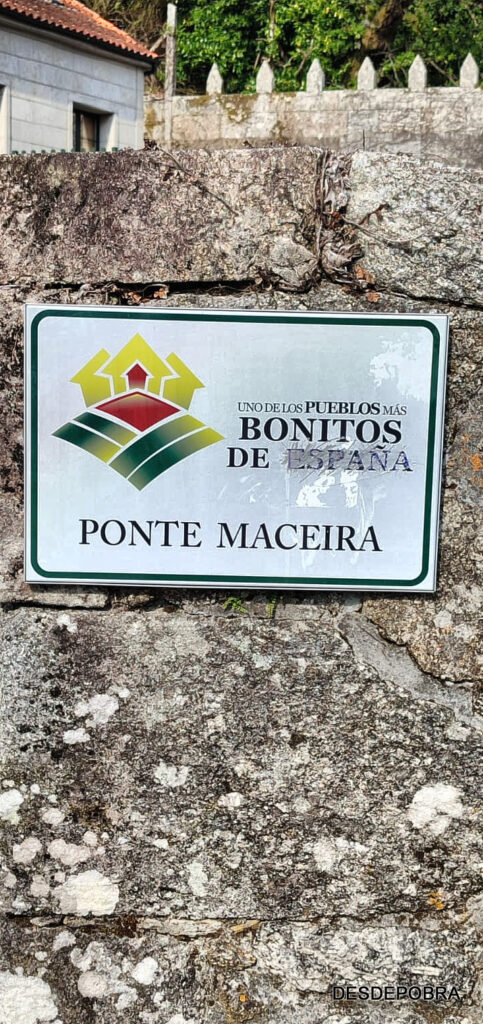 UNO DE LOS PUEBLOS MÁS
BONITOS
DE ESPAÑA
PONTE MACEIRA
DESDEPOBRA.